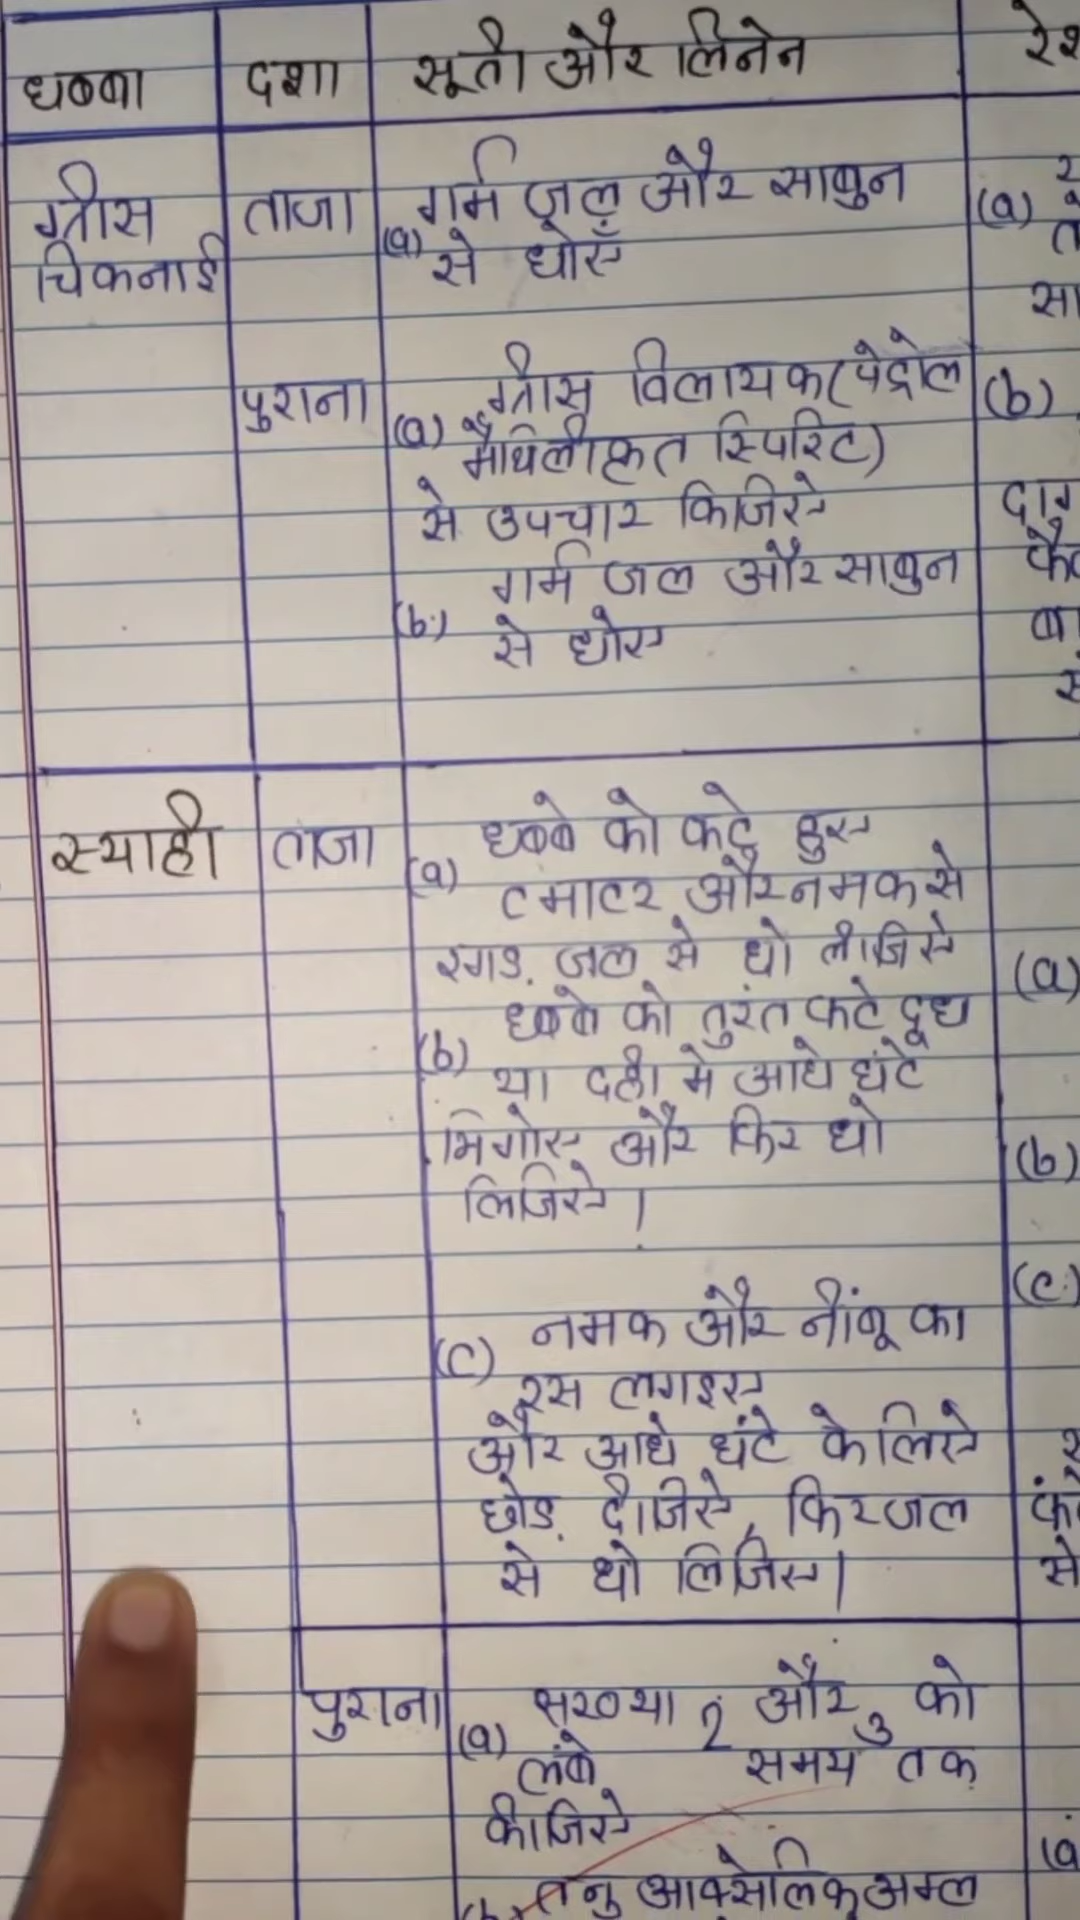 धब्बा दशा सूती और लिनेन रेश
ग्रीस ताजा गर्म जल और साबुन
चिकनाई (a) से धोएँ (a)
सा
पुराना ग्रीस विलायक (पेट्रोल (b)
(a) मैथिलीकृत स्पिरिट)
से उपचार किजिए दाग
गर्म जल और साबुन
(b.) से धोए
स्याही ताजा धब्बे को कटे हुए
(a) टमाटर और नमक से
रगड़ जल से धो लीजिए (a)
धब्बे को तुरंत फटे दूध
(b) या दही मे आधे घंटे
भिगोए और फिर धो (b)
लिजिए।
(c)
नमक और नींबू का
(c) रस लगाइए
और आधे घंटे के लिए
छोड़ दीजिए, फिर जल
से धो लिजिए। से
पुराना सख्या 2 और 3 को
(a) लंबे समय तक
कीजिए
तनु आक्सेलिक अम्ल (a